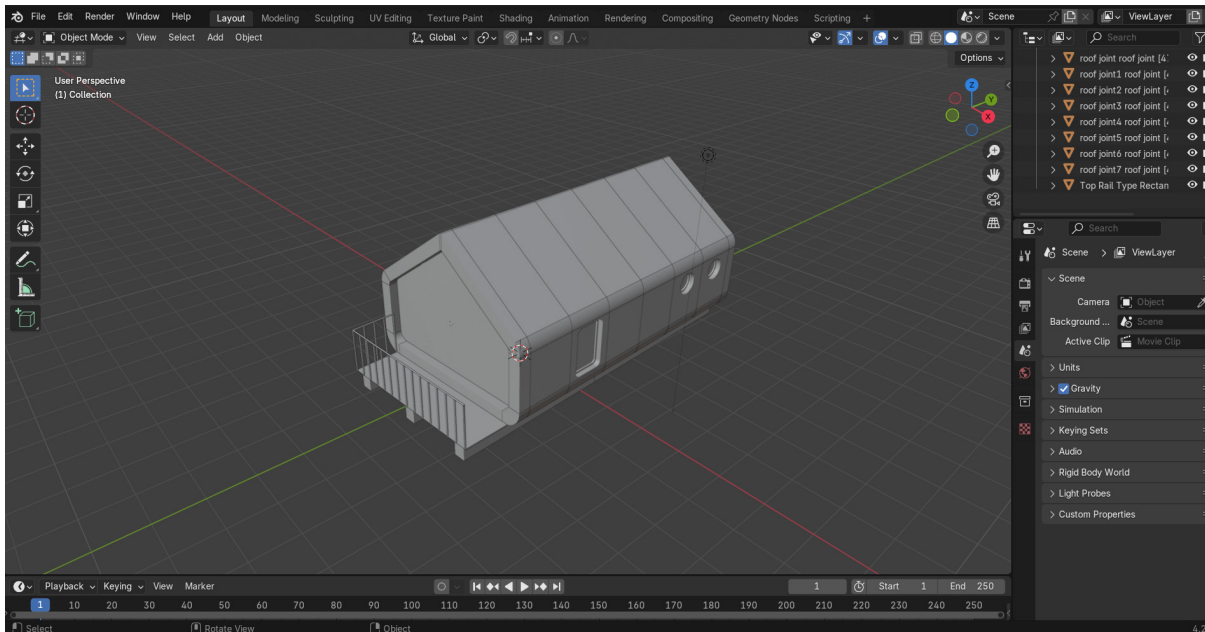 File Edit Render Window Help Layout Modeling Sculpting UV Editing Texture Paint Shading Animation Rendering Compositing Geometry Nodes Scripting + Scene ViewLayer
Object Mode View Select Add Object Global Search
Options
User Perspective
(1) Collection
Z
Y
X
roof joint roof joint [4
roof joint1 roof joint [
roof joint2 roof joint [
roof joint3 roof joint [
roof joint4 roof joint [
roof joint5 roof joint [
roof joint6 roof joint [
roof joint7 roof joint [
Top Rail Type Rectan
Search
Scene > ViewLayer
Scene
Camera Object
Background ... Scene
Active Clip Movie Clip
Units
Gravity
Simulation
Keying Sets
Audio
Rigid Body World
Light Probes
Custom Properties
Playback Keying View Marker 1 Start 1 End 250
1 10 20 30 40 50 60 70 80 90 100 110 120 130 140 150 160 170 180 190 200 210 220 230 240 250
Select Rotate View Object 4.2